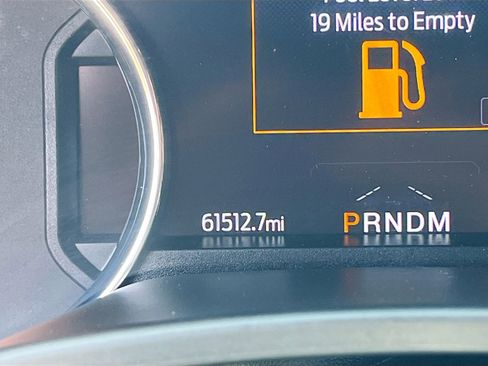 19 Miles to Empty
61512.7mi
PRNDM